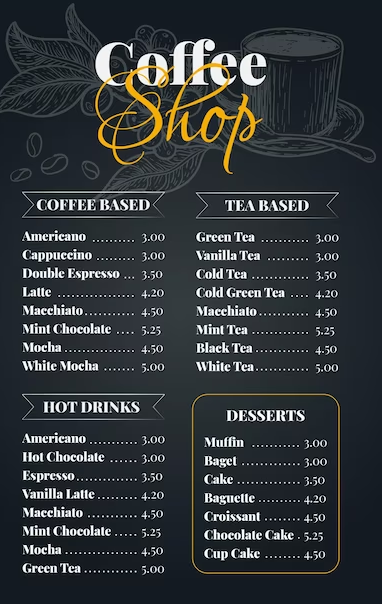 Coffee
Shop
COFFEE BASED
Americano .......... 3.00
Cappuccino .......... 3.00
Double Espresso ... 3.50
Latte .................. 4.20
Macchiato ............ 4.50
Mint Chocolate .... 5.25
Mocha ................. 4.50
White Mocha ....... 5.00
TEA BASED
Green Tea ............ 3.00
Vanilla Tea .......... 3.00
Cold Tea .............. 3.50
Cold Green Tea .... 4.20
Macchiato ............ 4.50
Mint Tea .............. 5.25
Black Tea ............. 4.50
White Tea ............ 5.00
HOT DRINKS
Americano .......... 3.00
Hot Chocolate ...... 3.00
Espresso .............. 3.50
Vanilla Latte ......... 4.20
Macchiato ............ 4.50
Mint Chocolate ..... 5.25
Mocha ................. 4.50
Green Tea ............ 5.00
DESSERTS
Muffin .......... 3.00
Baget ............ 3.00
Cake .............. 3.50
Baguette ........ 4.20
Croissant ....... 4.50
Chocolate Cake . 5.25
Cup Cake ....... 4.50